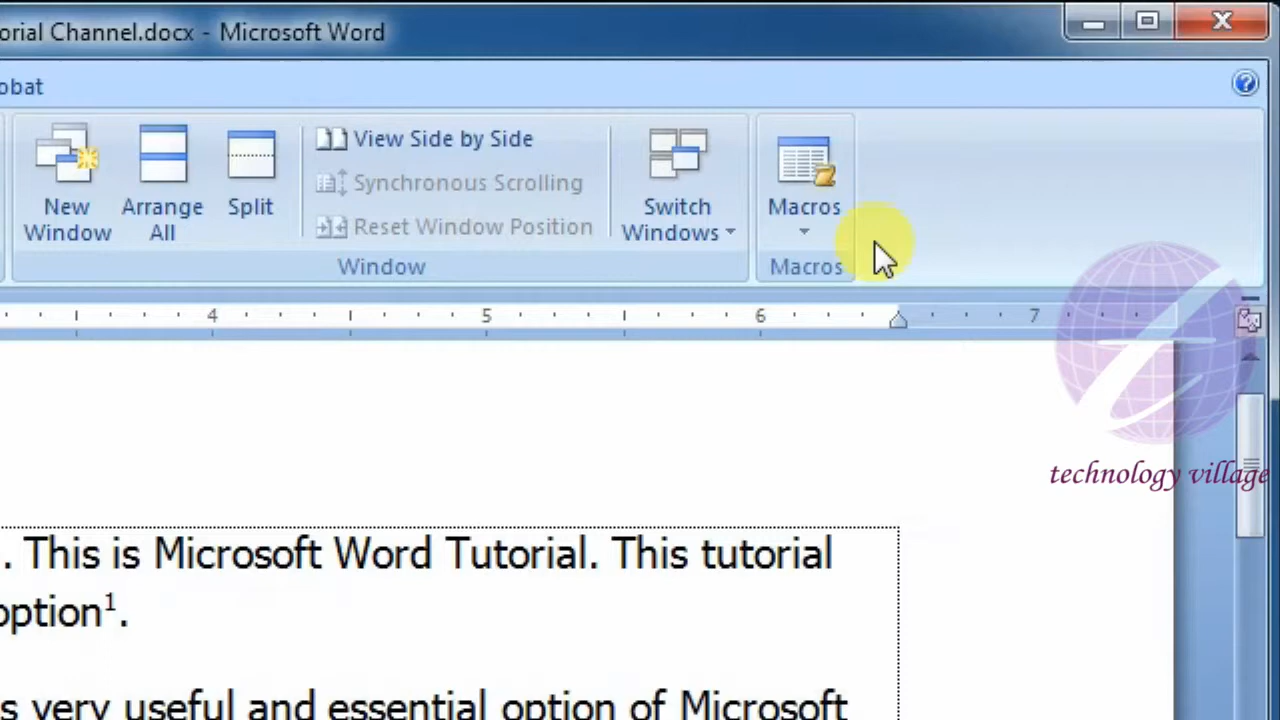 orial Channel.docx - Microsoft Word
obat
View Side by Side
Synchronous Scrolling
Reset Window Position
New Window
Arrange All
Split
Switch Windows
Macros
Window
Macros
4 5 6 7
technology village
. This is Microsoft Word Tutorial. This tutorial
option¹.
s very useful and essential option of Microsoft